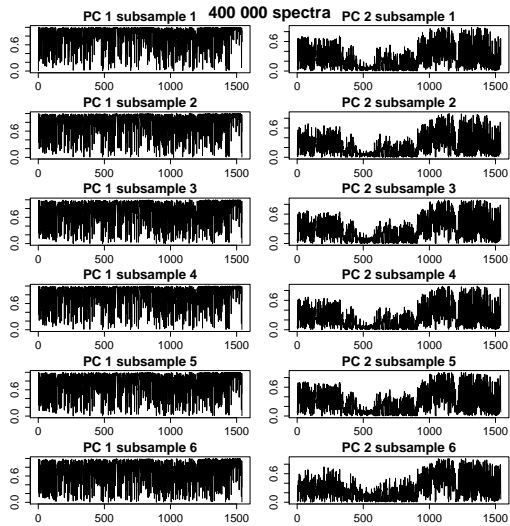 400 000 spectra
PC 1 subsample 1
0.0 0.6
0 500 1000 1500
PC 2 subsample 1
0.0 0.6
0 500 1000 1500
PC 1 subsample 2
0.0 0.6
0 500 1000 1500
PC 2 subsample 2
0.0 0.6
0 500 1000 1500
PC 1 subsample 3
0.0 0.6
0 500 1000 1500
PC 2 subsample 3
0.0 0.6
0 500 1000 1500
PC 1 subsample 4
0.0 0.6
0 500 1000 1500
PC 2 subsample 4
0.0 0.6
0 500 1000 1500
PC 1 subsample 5
0.0 0.6
0 500 1000 1500
PC 2 subsample 5
0.0 0.6
0 500 1000 1500
PC 1 subsample 6
0.0 0.6
0 500 1000 1500
PC 2 subsample 6
0.0 0.6
0 500 1000 1500